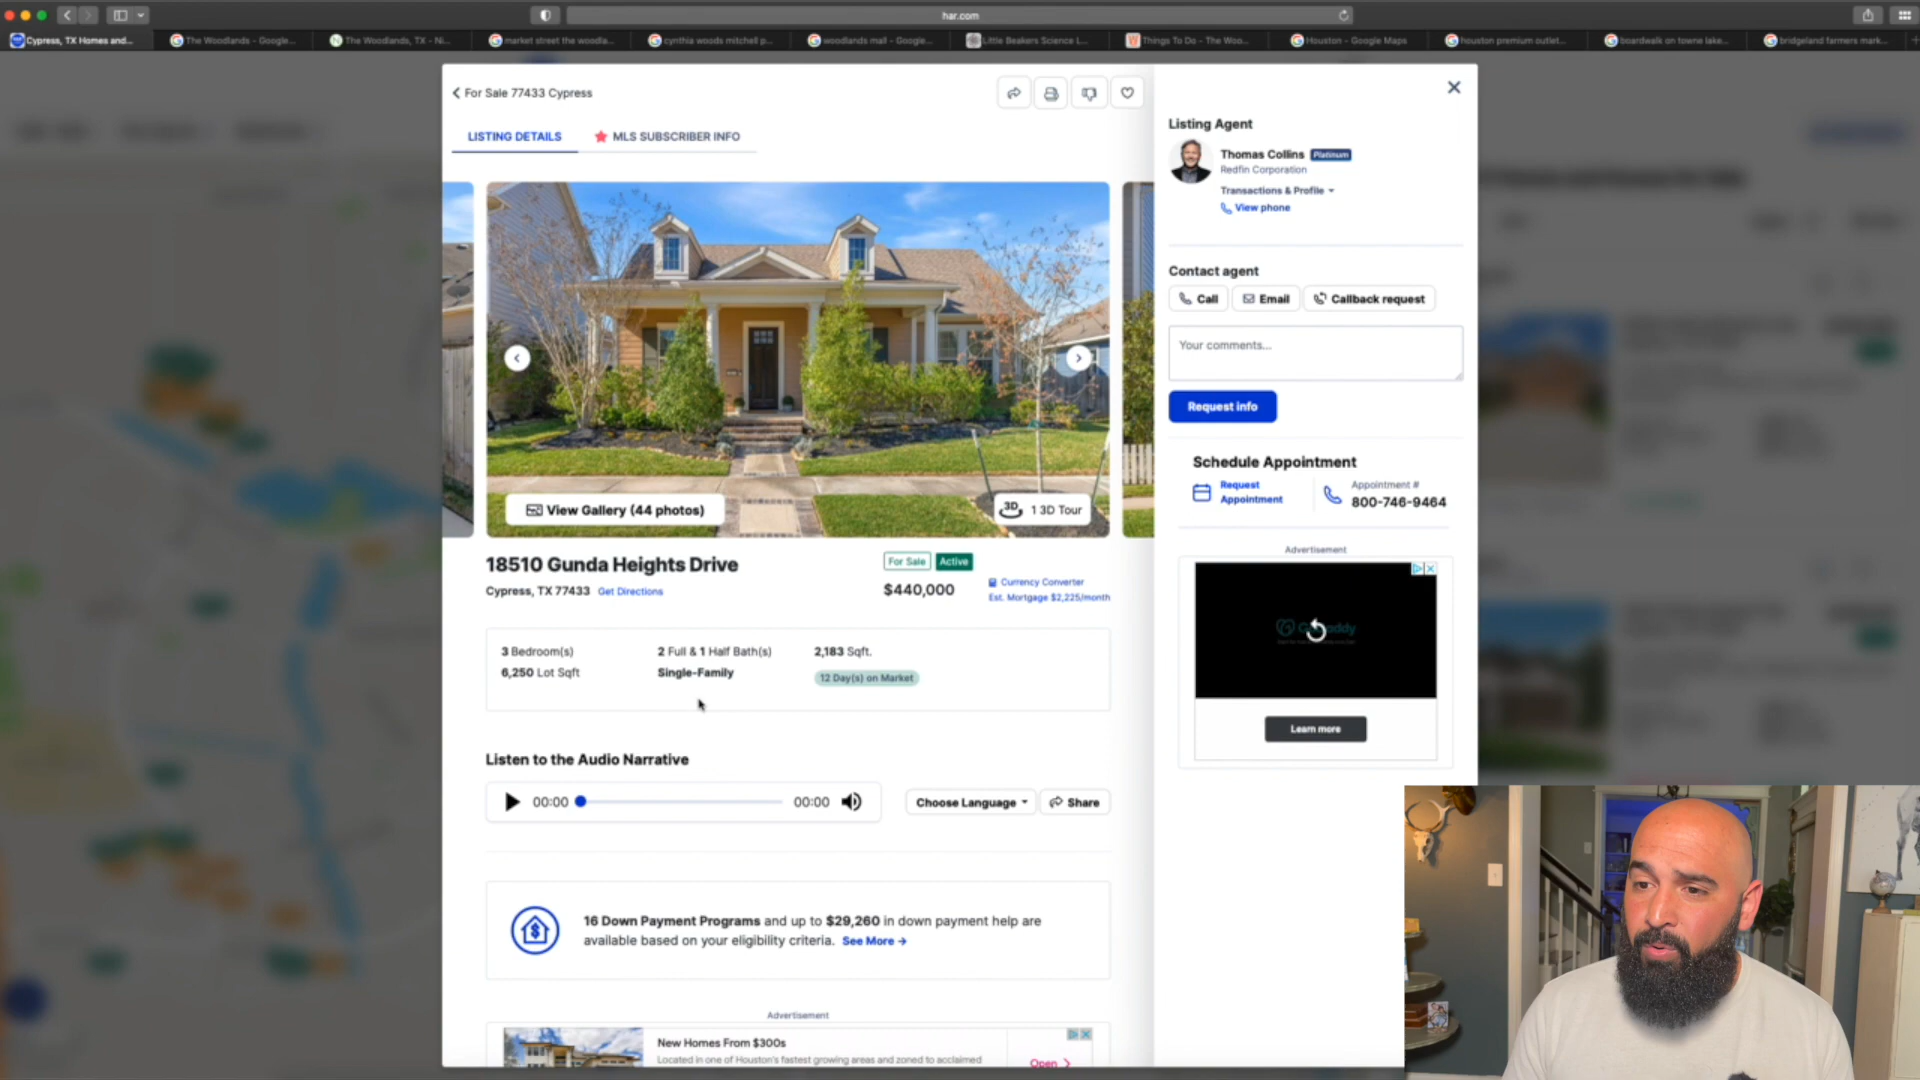 har.com
Cypress, TX Homes and...
The Woodlands - Google...
The Woodlands, TX - Ni...
market street the woodla...
cynthia woods mitchell p...
woodlands mall - Google...
Little Beakers Science L...
Things To Do - The Woo...
Houston - Google Maps
houston premium outlet...
boardwalk on towne lake...
bridgeland farmers mark...
For Sale 77433 Cypress
LISTING DETAILS
MLS SUBSCRIBER INFO
View Gallery (44 photos)
3D
1 3D Tour
18510 Gunda Heights Drive
For Sale
Active
Cypress, TX 77433 Get Directions
$440,000
Currency Converter
Est. Mortgage $2,225/month
3 Bedroom(s)
2 Full & 1 Half Bath(s)
2,183 Sqft.
6,250 Lot Sqft
Single-Family
12 Day(s) on Market
Listen to the Audio Narrative
00:00
00:00
Choose Language
Share
16 Down Payment Programs and up to $29,260 in down payment help are
available based on your eligibility criteria. See More →
Advertisement
New Homes From $300s
Located in one of Houston's fastest growing areas and zoned to acclaimed
Open
Listing Agent
Thomas Collins Platinum
Redfin Corporation
Transactions & Profile
View phone
Contact agent
Call
Email
Callback request
Your comments...
Request info
Schedule Appointment
Request
Appointment
Appointment #
800-746-9464
Advertisement
Learn more